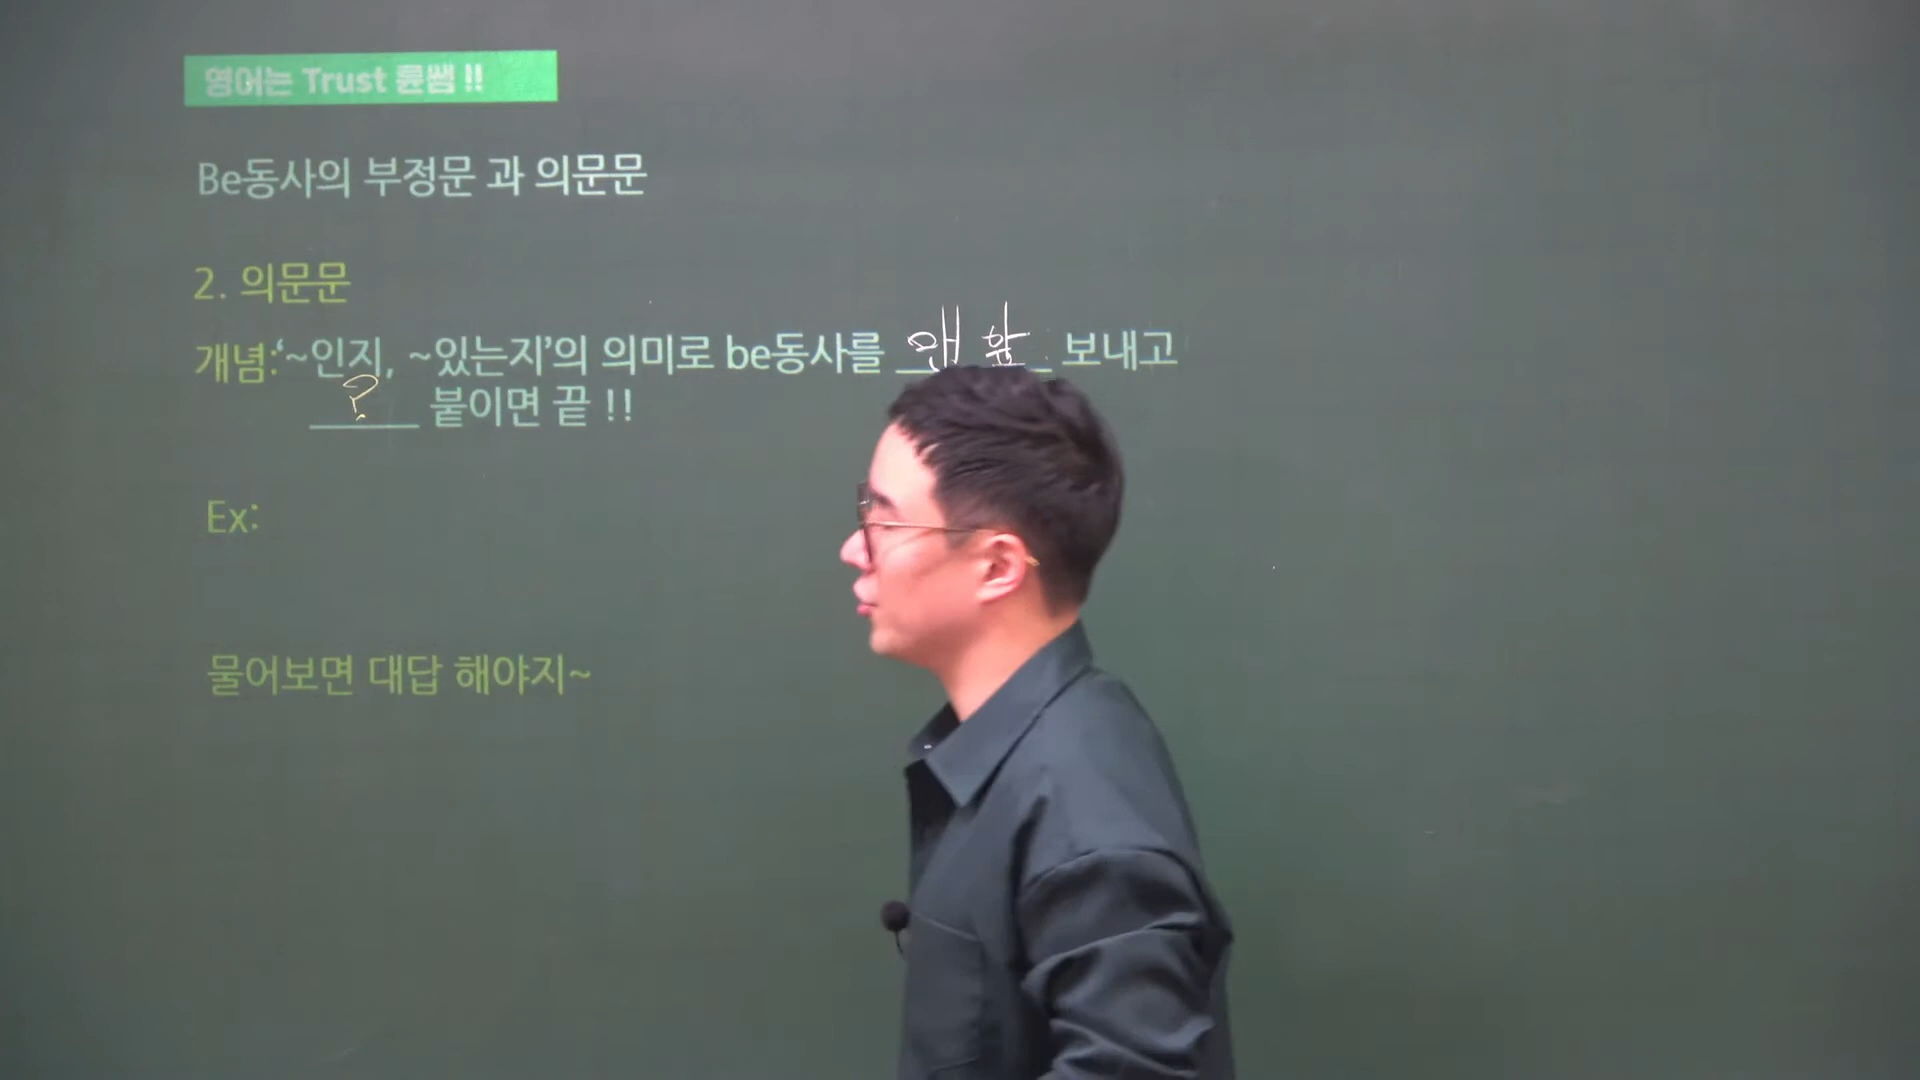 영어는 Trust 륜쌤 !!
Be동사의 부정문 과 의문문
2. 의문문
개념:‘~인지, ~있는지’의 의미로 be동사를 맨 앞 보내고
? 붙이면 끝 !!
Ex:
물어보면 대답 해야지~